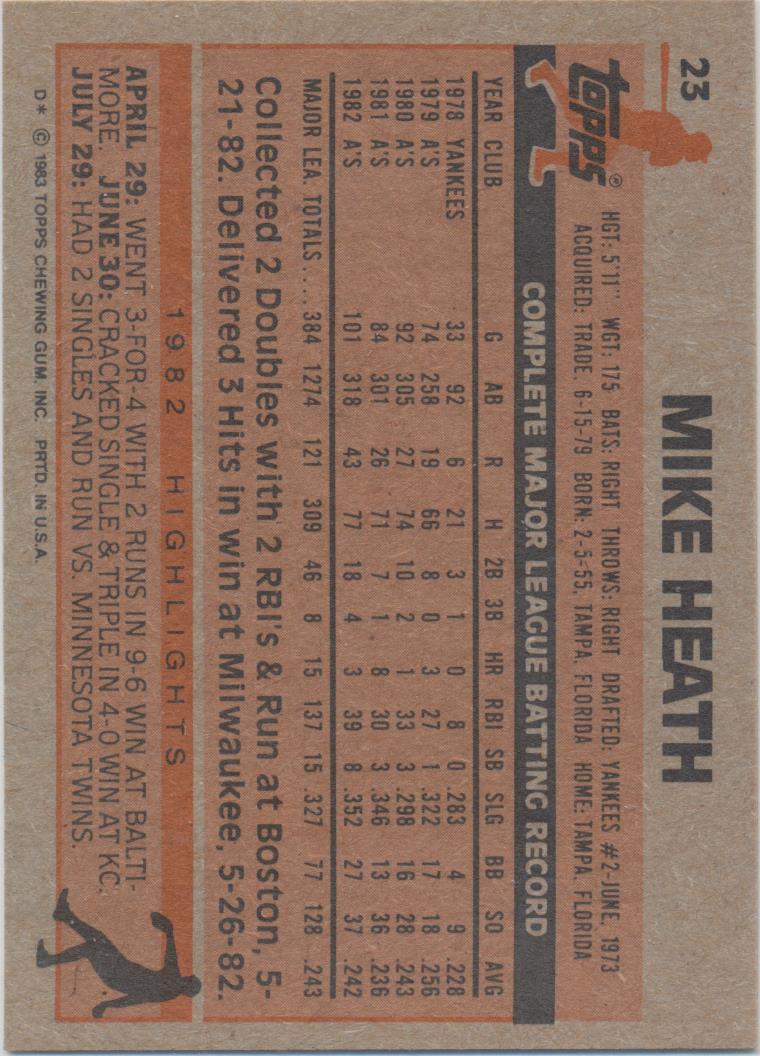 23 MIKE HEATH
Topps®
HGT: 5'11" WGT: 175 BATS: RIGHT THROWS: RIGHT DRAFTED: YANKEES #2-JUNE, 1973
ACQUIRED: TRADE, 6-15-79 BORN: 2-5-55, TAMPA, FLORIDA HOME: TAMPA, FLORIDA
COMPLETE MAJOR LEAGUE BATTING RECORD
YEAR CLUB G AB R H 2B 3B HR RBI SB SLG BB SO AVG
1978 YANKEES 33 92 6 21 3 1 0 8 0 .283 4 9 .228
1979 A'S 74 258 19 66 8 0 3 27 1 .322 17 18 .256
1980 A'S 92 305 27 74 10 2 1 33 3 .298 16 28 .243
1981 A'S 84 301 26 71 7 1 8 30 3 .346 13 36 .236
1982 A'S 101 318 43 77 18 4 3 39 8 .352 27 37 .242
MAJOR LEA. TOTALS.... 384 1274 121 309 46 8 15 137 15 .327 77 128 .243
Collected 2 Doubles with 2 RBI's & Run at Boston, 5-
21-82. Delivered 3 Hits in win at Milwaukee, 5-26-82.
1982 HIGHLIGHTS
APRIL 29: WENT 3-FOR-4 WITH 2 RUNS IN 9-6 WIN AT BALTI-
MORE. JUNE 30: CRACKED SINGLE & TRIPLE IN 4-0 WIN AT KC.
JULY 29: HAD 2 SINGLES AND RUN VS. MINNESOTA TWINS.
D* © 1983 TOPPS CHEWING GUM, INC. PRTD. IN U.S.A.